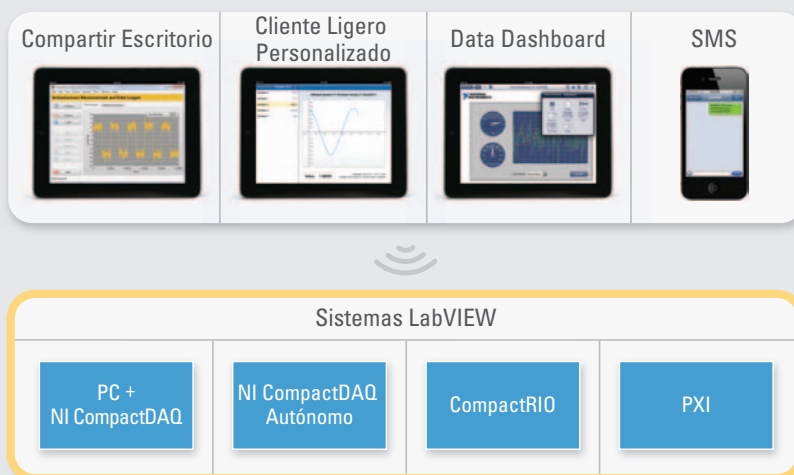 Compartir Escritorio
Cliente Ligero
Personalizado
Data Dashboard
SMS
Sistemas LabVIEW
PC +
NI CompactDAQ
NI CompactDAQ
Autónomo
CompactRIO
PXI